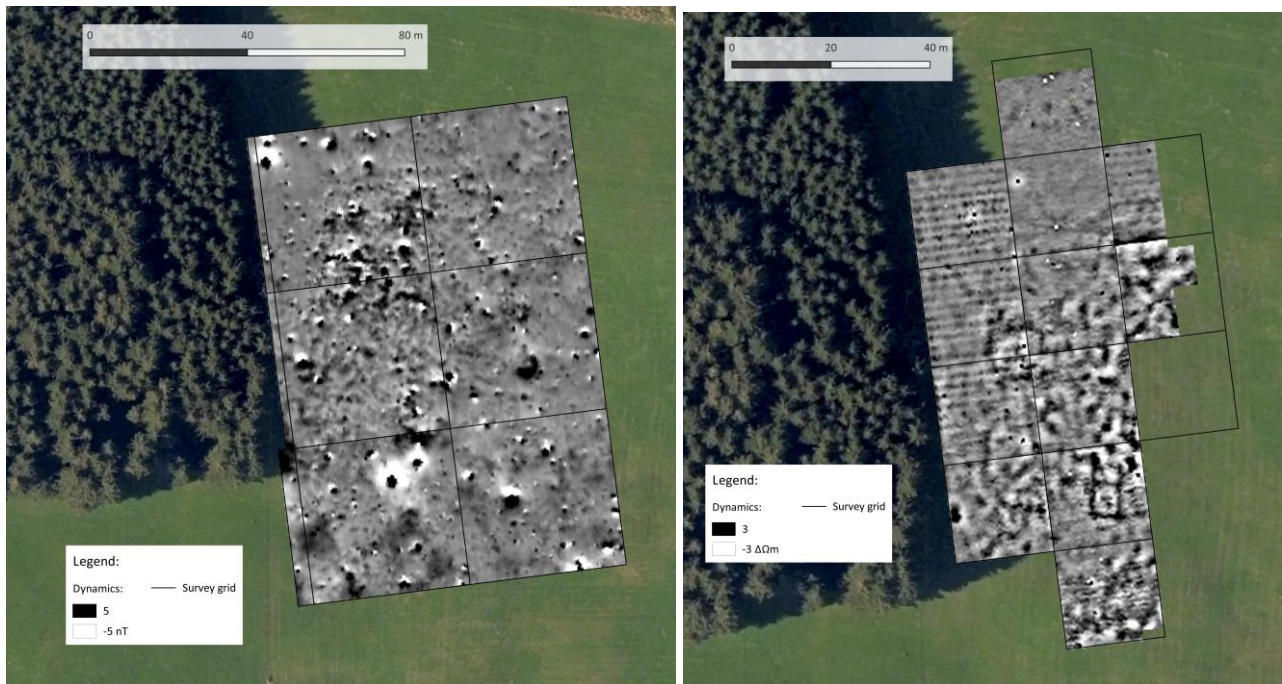 0 40 80 m
Legend:
Dynamics: Survey grid
5
-5 nT
0 20 40 m
Legend:
Dynamics: Survey grid
3
-3 ΔΩm